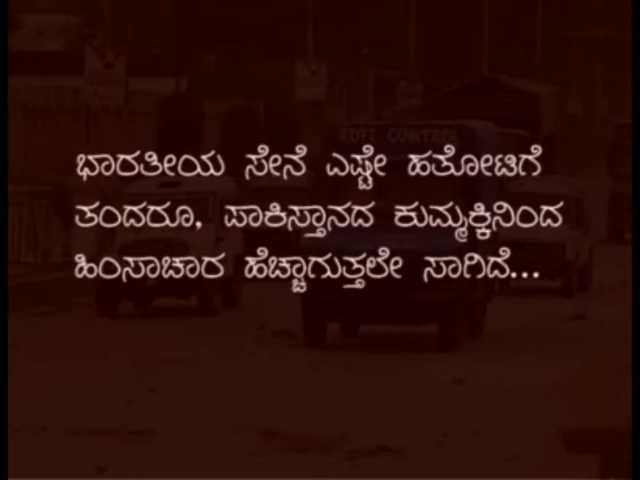 ಭಾರತೀಯ ಸೇನೆ ಎಷ್ಟೇ ಹತೋಟಿಗೆ
ತಂದರೂ, ಪಾಕಿಸ್ತಾನದ ಕುಮ್ಮಕ್ಕಿನಿಂದ
ಹಿಂಸಾಚಾರ ಹೆಚ್ಚಾಗುತ್ತಲೇ ಸಾಗಿದೆ...